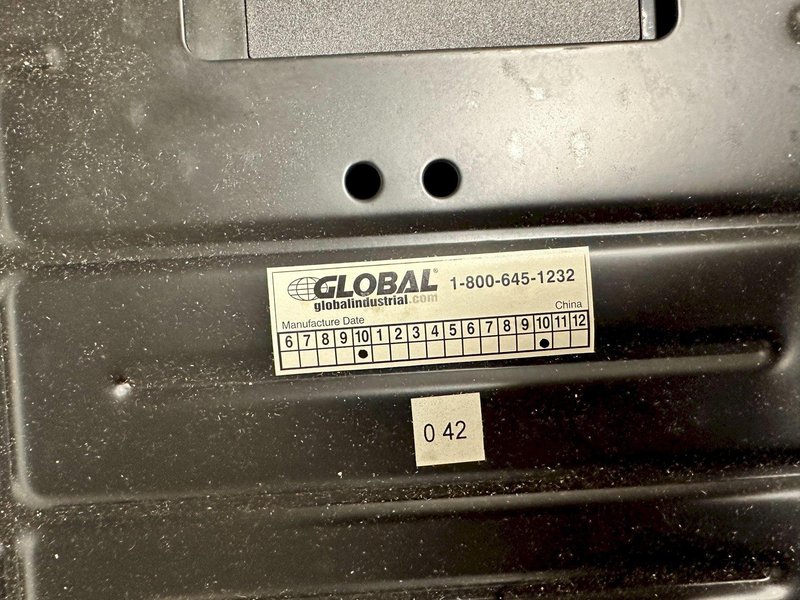 GLOBAL® 1-800-645-1232
globalindustrial.com
China
Manufacture Date
6 7 8 9 10 1 2 3 4 5 6 7 8 9 10 11 12
0 42